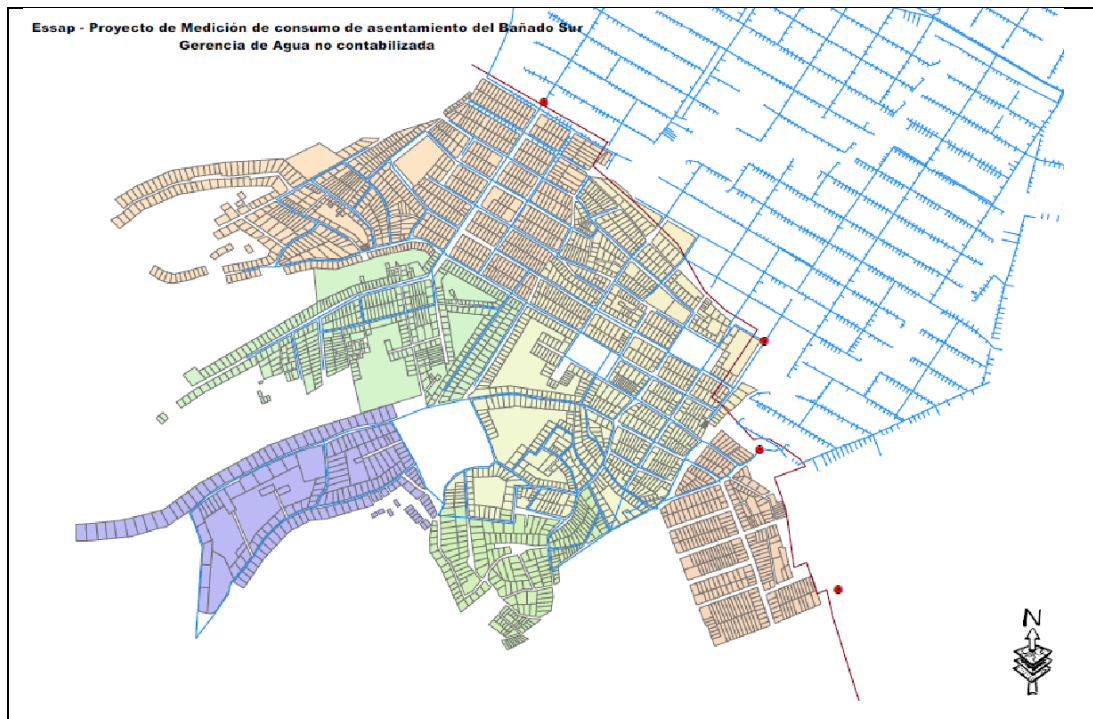 Essap - Proyecto de Medición de consumo de asentamiento del Bañado Sur
Gerencia de Agua no contabilizada
N